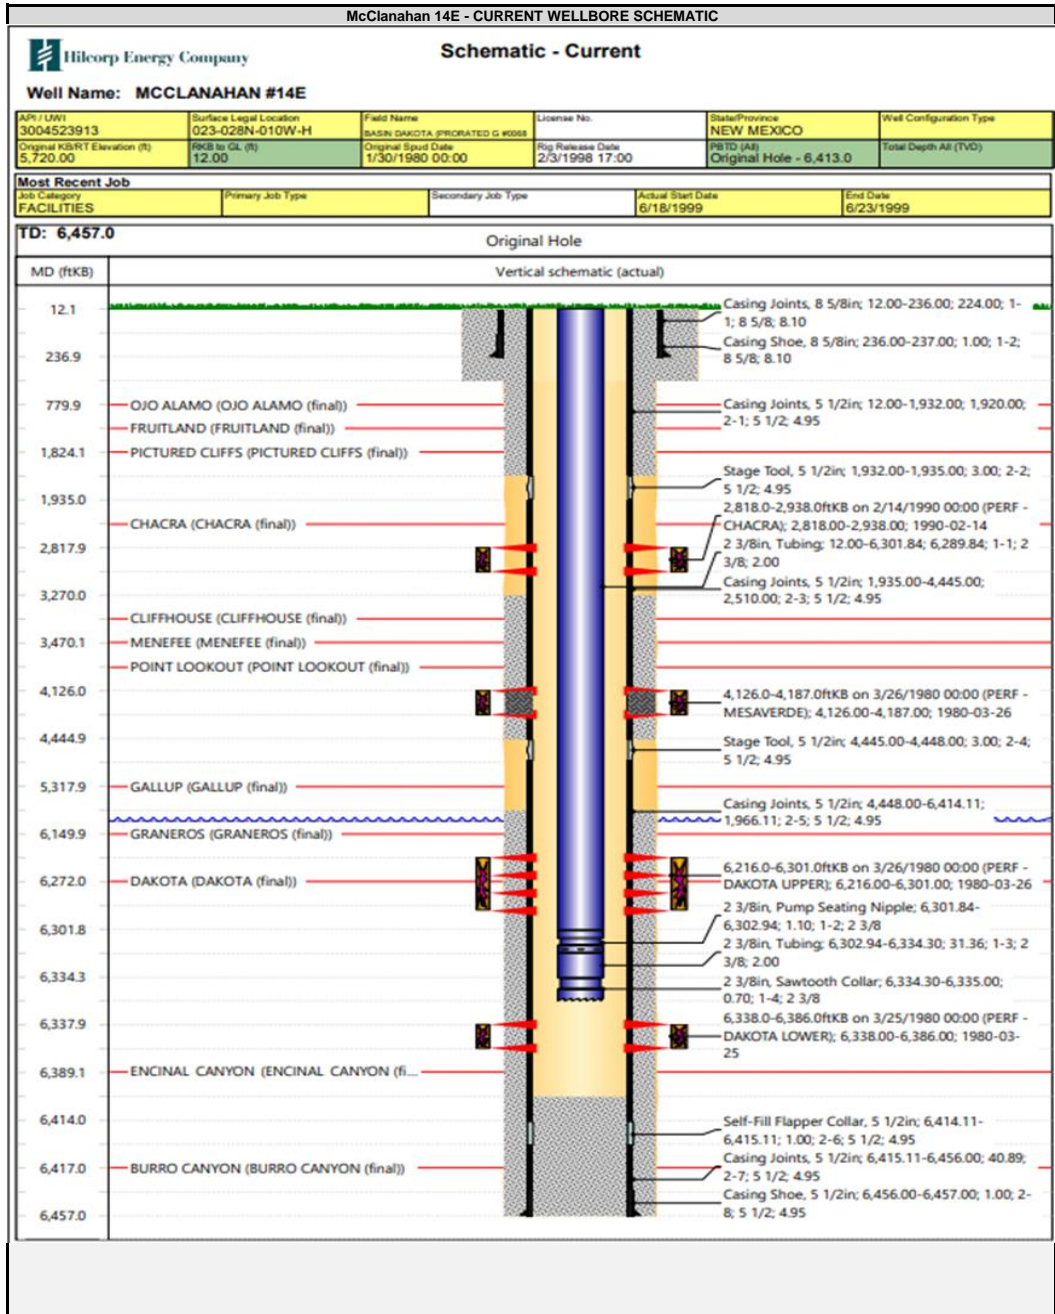 McClanahan 14E - CURRENT WELLBORE SCHEMATIC
Hilcorp Energy Company
Schematic - Current
Well Name: MCCLANAHAN #14E
API / UWI
3004523913
Surface Legal Location
023-028N-010W-H
Field Name
BASIN DAKOTA (PRORATED G #0068
License No.
State/Province
NEW MEXICO
Well Configuration Type
Original KB/RT Elevation (ft)
5,720.00
RKB to GL (ft)
12.00
Original Spud Date
1/30/1980 00:00
Rig Release Date
2/3/1998 17:00
PBTD (All)
Original Hole - 6,413.0
Total Depth All (TVD)
Most Recent Job
Job Category
FACILITIES
Primary Job Type
Secondary Job Type
Actual Start Date
6/18/1999
End Date
6/23/1999
TD: 6,457.0
Original Hole
MD (ftKB)
Vertical schematic (actual)
12.1
236.9
779.9
1,824.1
1,935.0
2,817.9
3,270.0
3,470.1
4,126.0
4,444.9
5,317.9
6,149.9
6,272.0
6,301.8
6,334.3
6,337.9
6,389.1
6,414.0
6,417.0
6,457.0
OJO ALAMO (OJO ALAMO (final))
FRUITLAND (FRUITLAND (final))
PICTURED CLIFFS (PICTURED CLIFFS (final))
CHACRA (CHACRA (final))
CLIFFHOUSE (CLIFFHOUSE (final))
MENEFEE (MENEFEE (final))
POINT LOOKOUT (POINT LOOKOUT (final))
GALLUP (GALLUP (final))
GRANEROS (GRANEROS (final))
DAKOTA (DAKOTA (final))
ENCINAL CANYON (ENCINAL CANYON (fi...
BURRO CANYON (BURRO CANYON (final))
Casing Joints, 8 5/8in; 12.00-236.00; 224.00; 1-
1; 8 5/8; 8.10
Casing Shoe, 8 5/8in; 236.00-237.00; 1.00; 1-2;
8 5/8; 8.10
Casing Joints, 5 1/2in; 12.00-1,932.00; 1,920.00;
2-1; 5 1/2; 4.95
Stage Tool, 5 1/2in; 1,932.00-1,935.00; 3.00; 2-2;
5 1/2; 4.95
2,818.0-2,938.0ftKB on 2/14/1990 00:00 (PERF -
CHACRA); 2,818.00-2,938.00; 1990-02-14
2 3/8in, Tubing; 12.00-6,301.84; 6,289.84; 1-1; 2
3/8; 2.00
Casing Joints, 5 1/2in; 1,935.00-4,445.00;
2,510.00; 2-3; 5 1/2; 4.95
4,126.0-4,187.0ftKB on 3/26/1980 00:00 (PERF -
MESAVERDE); 4,126.00-4,187.00; 1980-03-26
Stage Tool, 5 1/2in; 4,445.00-4,448.00; 3.00; 2-4;
5 1/2; 4.95
Casing Joints, 5 1/2in; 4,448.00-6,414.11;
1,966.11; 2-5; 5 1/2; 4.95
6,216.0-6,301.0ftKB on 3/26/1980 00:00 (PERF -
DAKOTA UPPER); 6,216.00-6,301.00; 1980-03-26
2 3/8in, Pump Seating Nipple; 6,301.84-
6,302.94; 1.10; 1-2; 2 3/8
2 3/8in, Tubing; 6,302.94-6,334.30; 31.36; 1-3; 2
3/8; 2.00
2 3/8in, Sawtooth Collar; 6,334.30-6,335.00;
0.70; 1-4; 2 3/8
6,338.0-6,386.0ftKB on 3/25/1980 00:00 (PERF -
DAKOTA LOWER); 6,338.00-6,386.00; 1980-03-
25
Self-Fill Flapper Collar, 5 1/2in; 6,414.11-
6,415.11; 1.00; 2-6; 5 1/2; 4.95
Casing Joints, 5 1/2in; 6,415.11-6,456.00; 40.89;
2-7; 5 1/2; 4.95
Casing Shoe, 5 1/2in; 6,456.00-6,457.00; 1.00; 2-
8; 5 1/2; 4.95